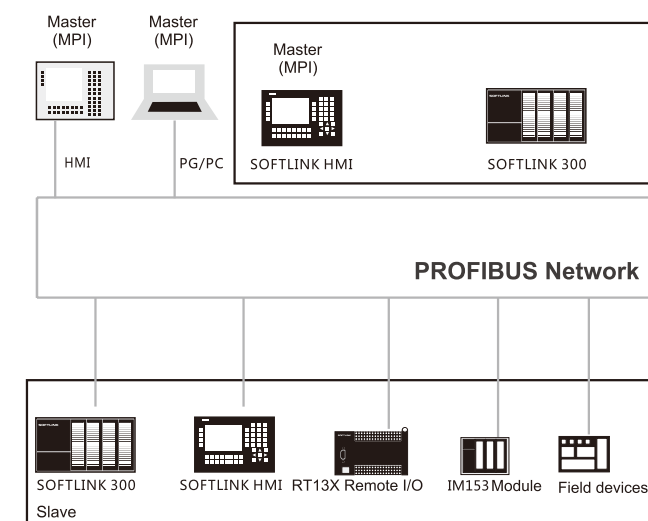 Master
(MPI)
Master
(MPI)
Master
(MPI)
HMI
PG/PC
SOFTLINK HMI
SOFTLINK 300
PROFIBUS Network
SOFTLINK 300
SOFTLINK HMI
RT13X Remote I/O
IM153 Module
Field devices
Slave